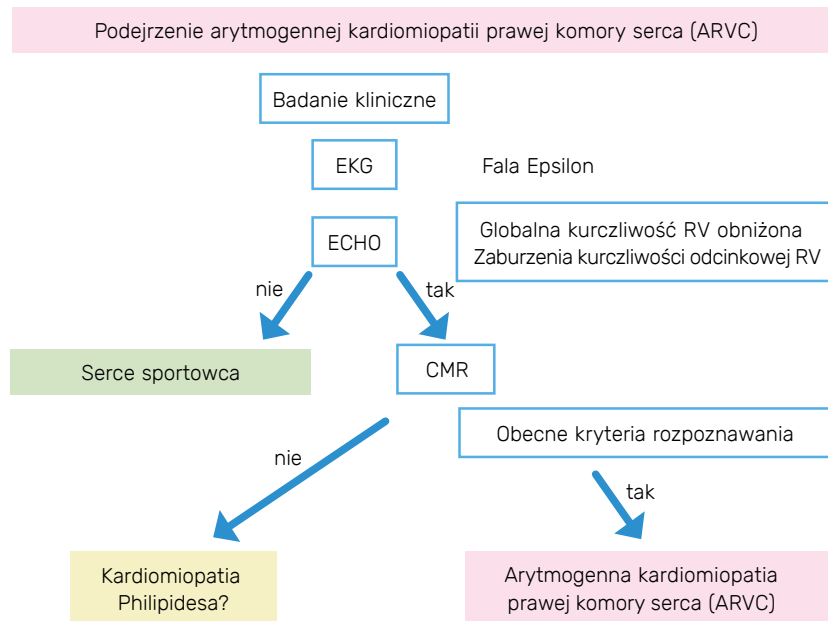 Podejrzenie arytmogennej kardiomiopatii prawej komory serca (ARVC)
Badanie kliniczne
EKG
Fala Epsilon
ECHO
Globalna kurczliwość RV obniżona
Zaburzenia kurczliwości odcinkowej RV
nie
tak
Serce sportowca
CMR
Obecne kryteria rozpoznawania
nie
tak
Kardiomiopatia
Philipidesa?
Arytmogenna kardiomiopatia
prawej komory serca (ARVC)